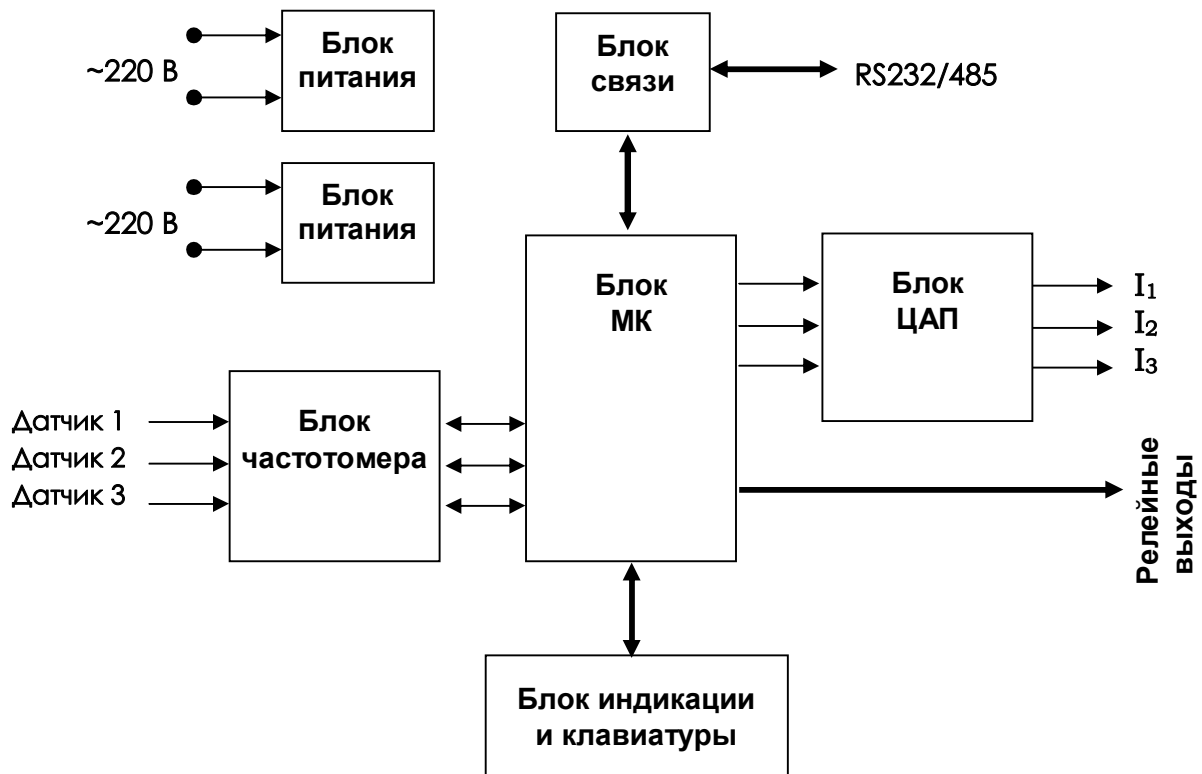 ~220 В
Блок
питания
Блок
связи
RS232/485
~220 В
Блок
питания
Блок
МК
Блок
ЦАП
I1
I2
I3
Датчик 1
Датчик 2
Датчик 3
Блок
частотомера
Релейные
выходы
Блок индикации
и клавиатуры